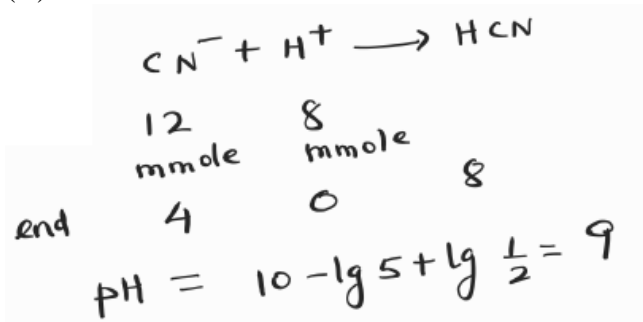 CN⁻ + H⁺ ⟶ HCN
12 8
mmole mmole
end 4 0 8
pH = 10 - lg 5 + lg 1/2 = 9